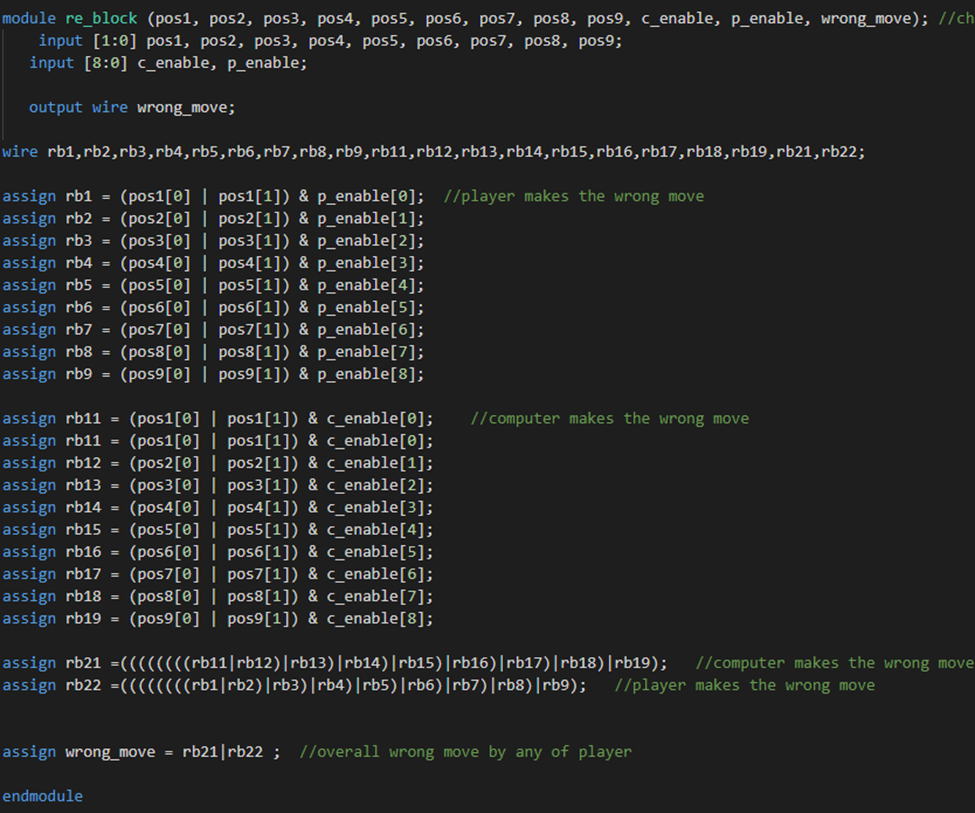 module re_block (pos1, pos2, pos3, pos4, pos5, pos6, pos7, pos8, pos9, c_enable, p_enable, wrong_move); //ch
input [1:0] pos1, pos2, pos3, pos4, pos5, pos6, pos7, pos8, pos9;
input [8:0] c_enable, p_enable;
output wire wrong_move;
wire rb1,rb2,rb3,rb4,rb5,rb6,rb7,rb8,rb9,rb11,rb12,rb13,rb14,rb15,rb16,rb17,rb18,rb19,rb21,rb22;
assign rb1 = (pos1[0] | pos1[1]) & p_enable[0];  //player makes the wrong move
assign rb2 = (pos2[0] | pos2[1]) & p_enable[1];
assign rb3 = (pos3[0] | pos3[1]) & p_enable[2];
assign rb4 = (pos4[0] | pos4[1]) & p_enable[3];
assign rb5 = (pos5[0] | pos5[1]) & p_enable[4];
assign rb6 = (pos6[0] | pos6[1]) & p_enable[5];
assign rb7 = (pos7[0] | pos7[1]) & p_enable[6];
assign rb8 = (pos8[0] | pos8[1]) & p_enable[7];
assign rb9 = (pos9[0] | pos9[1]) & p_enable[8];
assign rb11 = (pos1[0] | pos1[1]) & c_enable[0];    //computer makes the wrong move
assign rb11 = (pos1[0] | pos1[1]) & c_enable[0];
assign rb12 = (pos2[0] | pos2[1]) & c_enable[1];
assign rb13 = (pos3[0] | pos3[1]) & c_enable[2];
assign rb14 = (pos4[0] | pos4[1]) & c_enable[3];
assign rb15 = (pos5[0] | pos5[1]) & c_enable[4];
assign rb16 = (pos6[0] | pos6[1]) & c_enable[5];
assign rb17 = (pos7[0] | pos7[1]) & c_enable[6];
assign rb18 = (pos8[0] | pos8[1]) & c_enable[7];
assign rb19 = (pos9[0] | pos9[1]) & c_enable[8];
assign rb21 =((((((((rb11|rb12)|rb13)|rb14)|rb15)|rb16)|rb17)|rb18)|rb19);   //computer makes the wrong move
assign rb22 =((((((((rb1|rb2)|rb3)|rb4)|rb5)|rb6)|rb7)|rb8)|rb9);   //player makes the wrong move
assign wrong_move = rb21|rb22 ;  //overall wrong move by any of player
endmodule